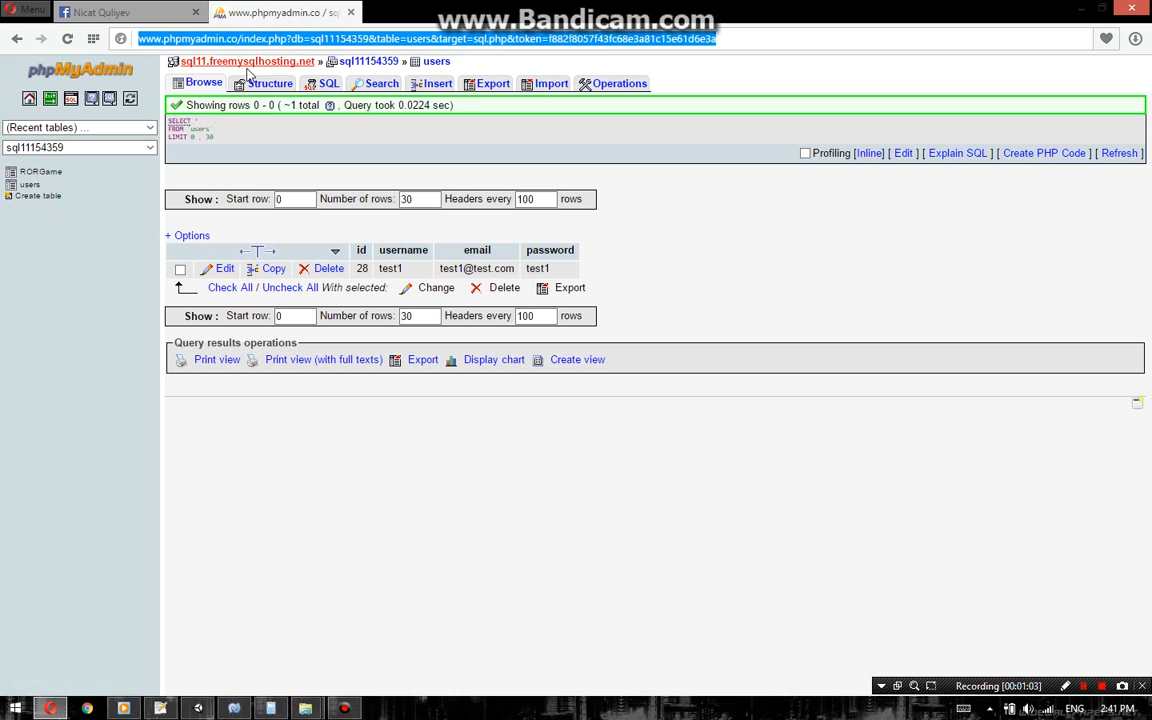 Menu
Nicat Quliyev
www.phpmyadmin.co / sq
www.Bandicam.com
www.phpmyadmin.co/index.php?db=sql11154359&table=users&target=sql.php&token=f882f8057f43fc68e3a81c15e61d6e3a
sql11.freemysqlhosting.net » sql11154359 » users
phpMyAdmin
Browse Structure SQL Search Insert Export Import Operations
Showing rows 0 - 0 ( ~1 total , Query took 0.0224 sec)
SELECT *
FROM `users`
LIMIT 0 , 30
(Recent tables) ...
sql11154359
Profiling [Inline] [ Edit ] [ Explain SQL ] [ Create PHP Code ] [ Refresh ]
RORGame
users
Create table
Show : Start row: 0 Number of rows: 30 Headers every 100 rows
+ Options
id username email password
Edit Copy Delete 28 test1 test1@test.com test1
Check All / Uncheck All With selected: Change Delete Export
Show : Start row: 0 Number of rows: 30 Headers every 100 rows
Query results operations
Print view Print view (with full texts) Export Display chart Create view
Recording [00:01:03]
ENG 2:41 PM